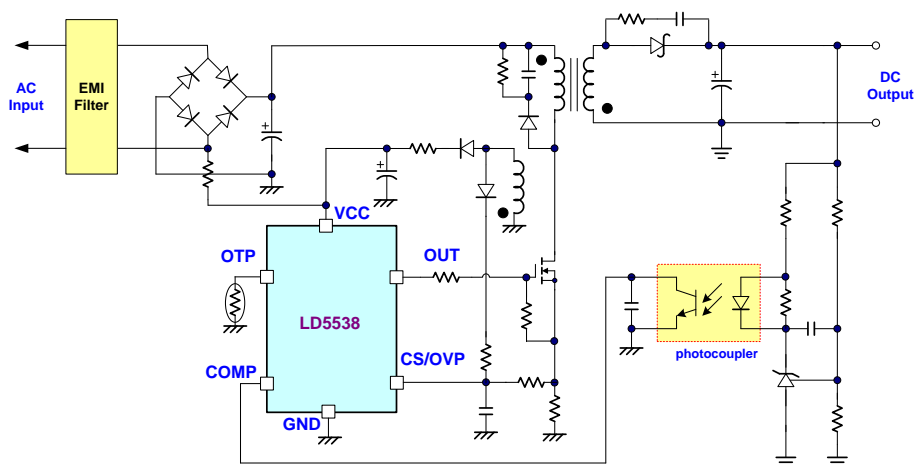 AC
Input
EMI
Filter
DC
Output
VCC
OTP
OUT
LD5538
COMP
CS/OVP
GND
photocoupler
+
+
+